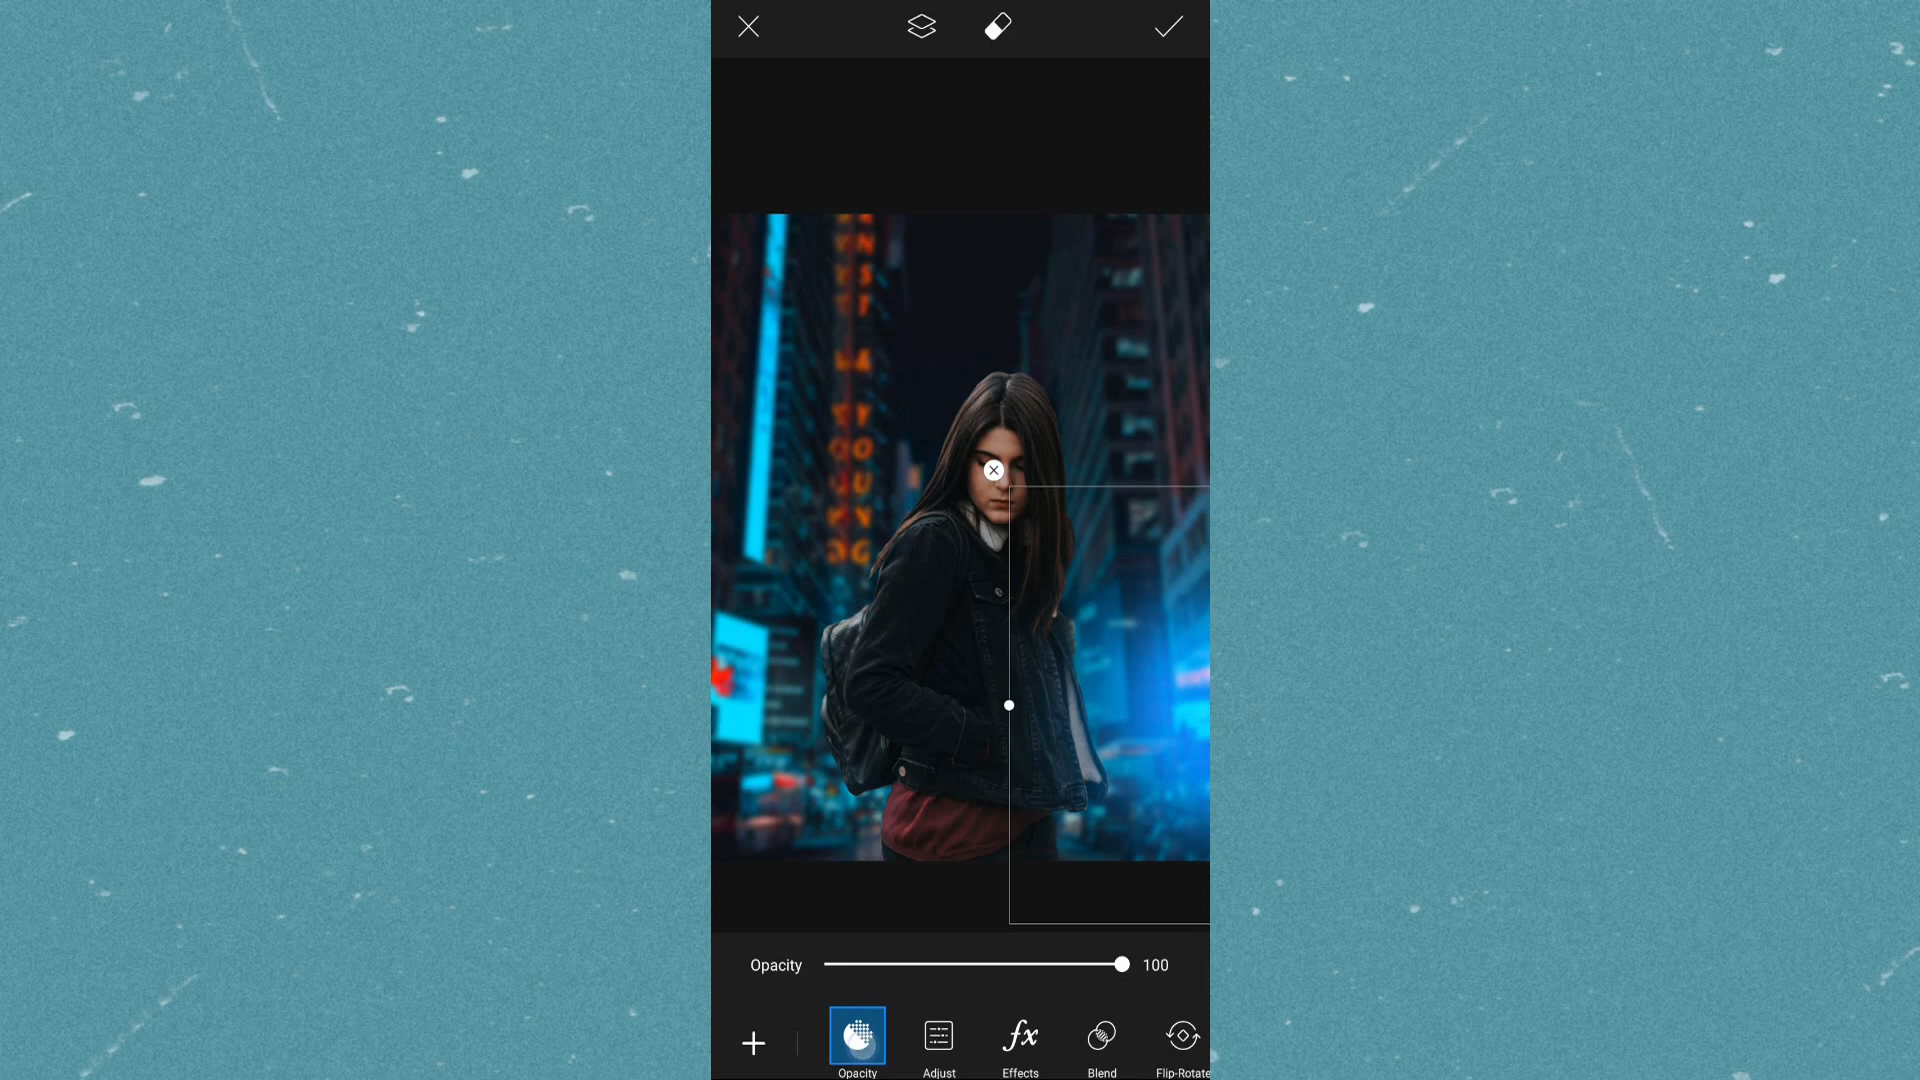 N
S
T
&
Y
O
U
N
G
Opacity 100
Opacity Adjust Effects Blend Flip-Rotate